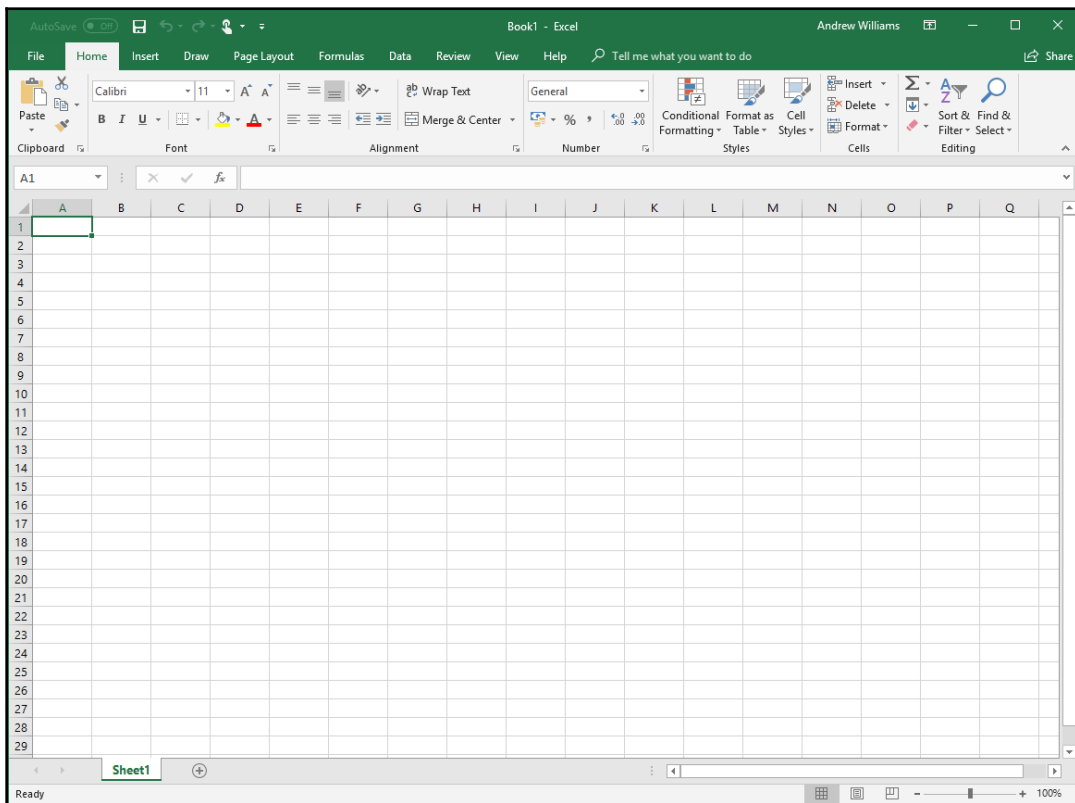 AutoSave Off Book1 - Excel Andrew Williams
File Home Insert Draw Page Layout Formulas Data Review View Help Tell me what you want to do Share
Paste
Clipboard
Calibri 11
B I U A
Font
Wrap Text
Merge & Center
Alignment
General
% ,
Number
Conditional Formatting
Format as Table
Cell Styles
Styles
Insert
Delete
Format
Cells
Sort & Filter
Find & Select
Editing
A1 fx
A B C D E F G H I J K L M N O P Q
1
2
3
4
5
6
7
8
9
10
11
12
13
14
15
16
17
18
19
20
21
22
23
24
25
26
27
28
29
Sheet1
Ready 100%